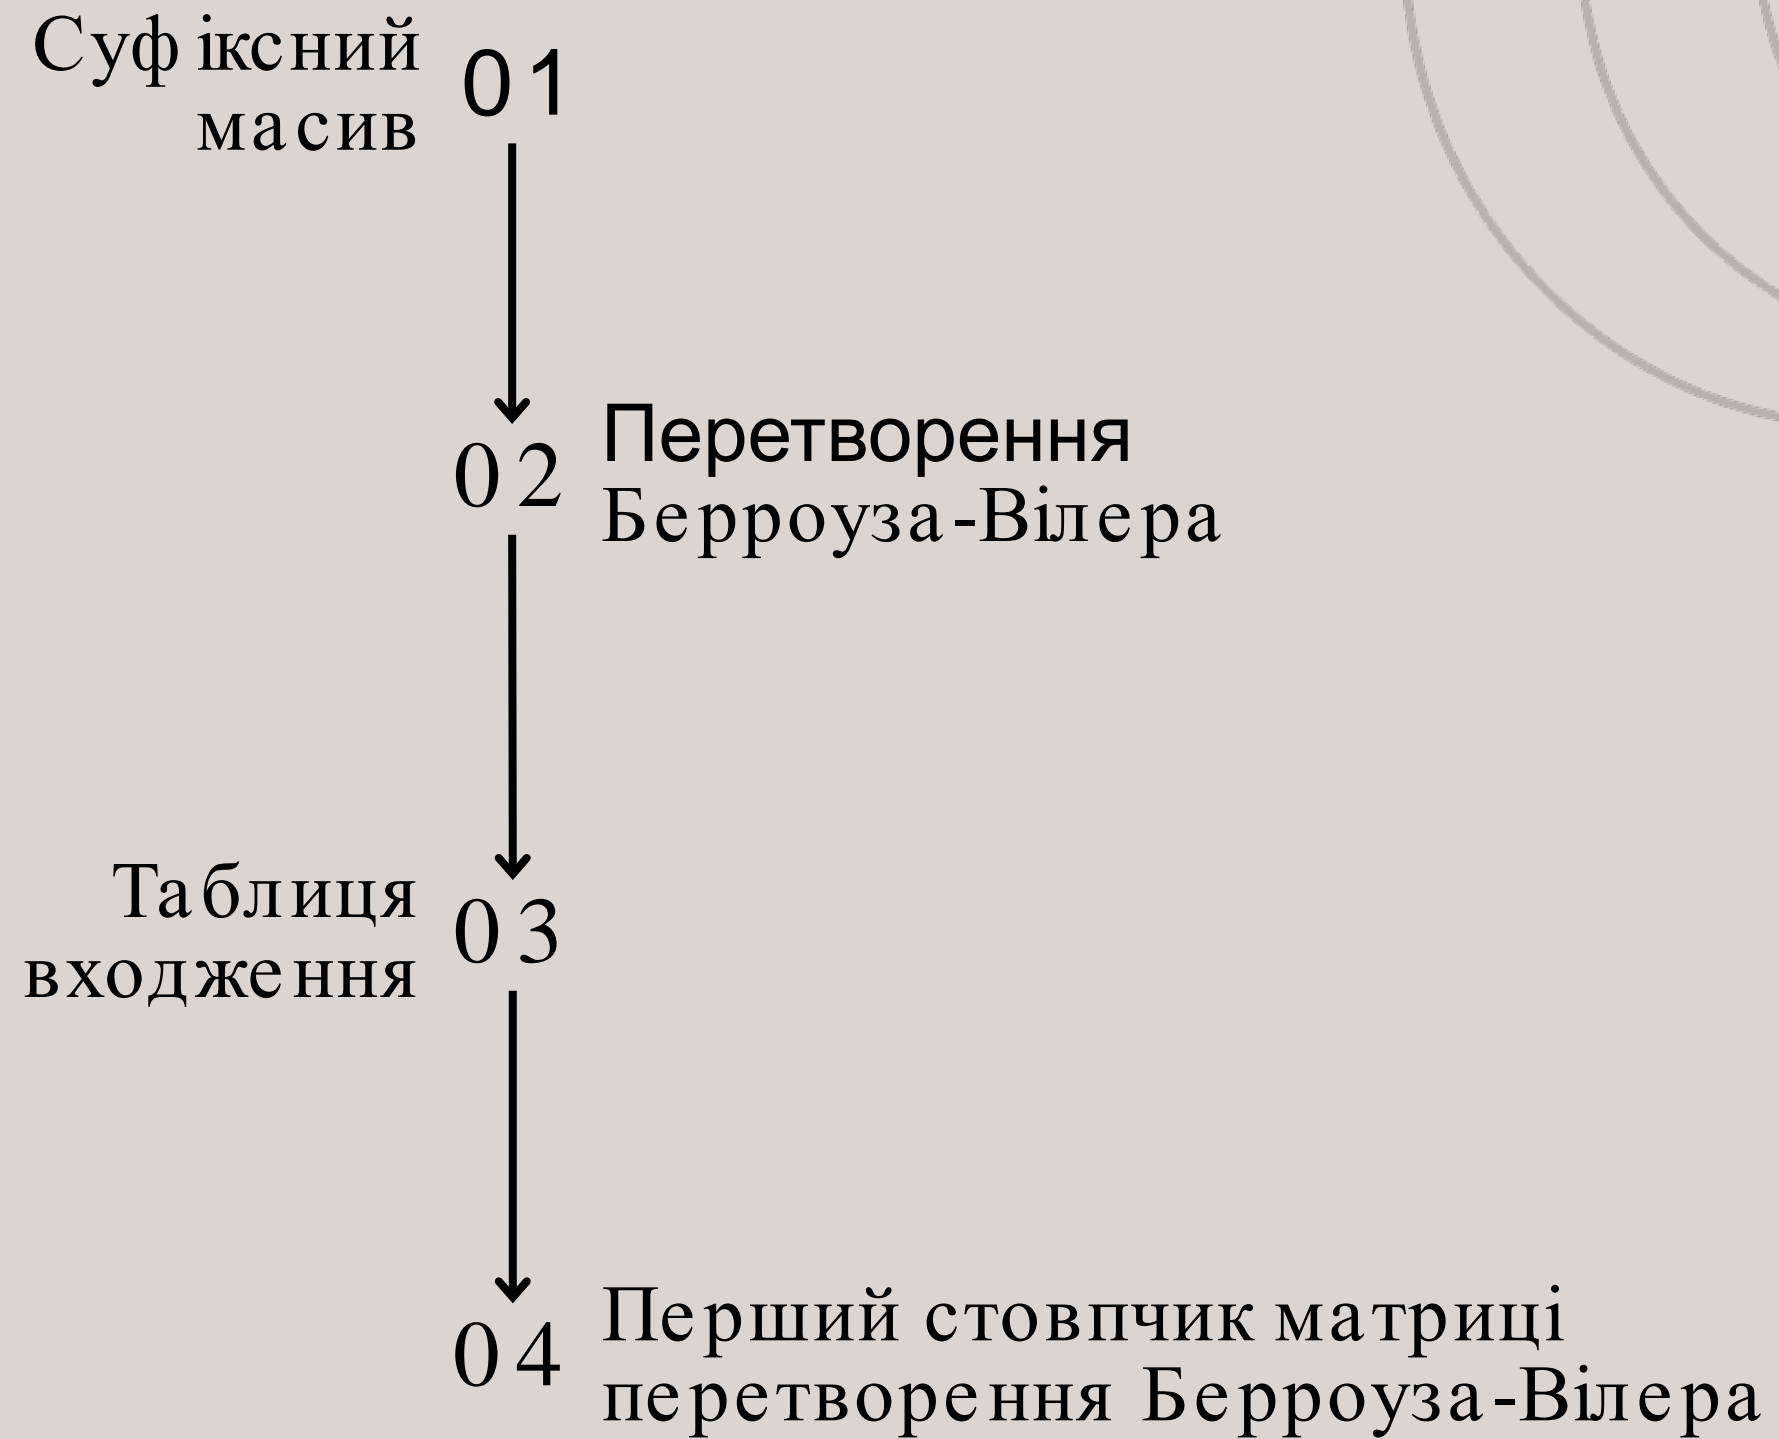 Суфіксний
масив
01
02
Перетворення
Берроуза-Вілера
Таблиця
входження
03
04
Перший стовпчик матриці
перетворення Берроуза-Вілера